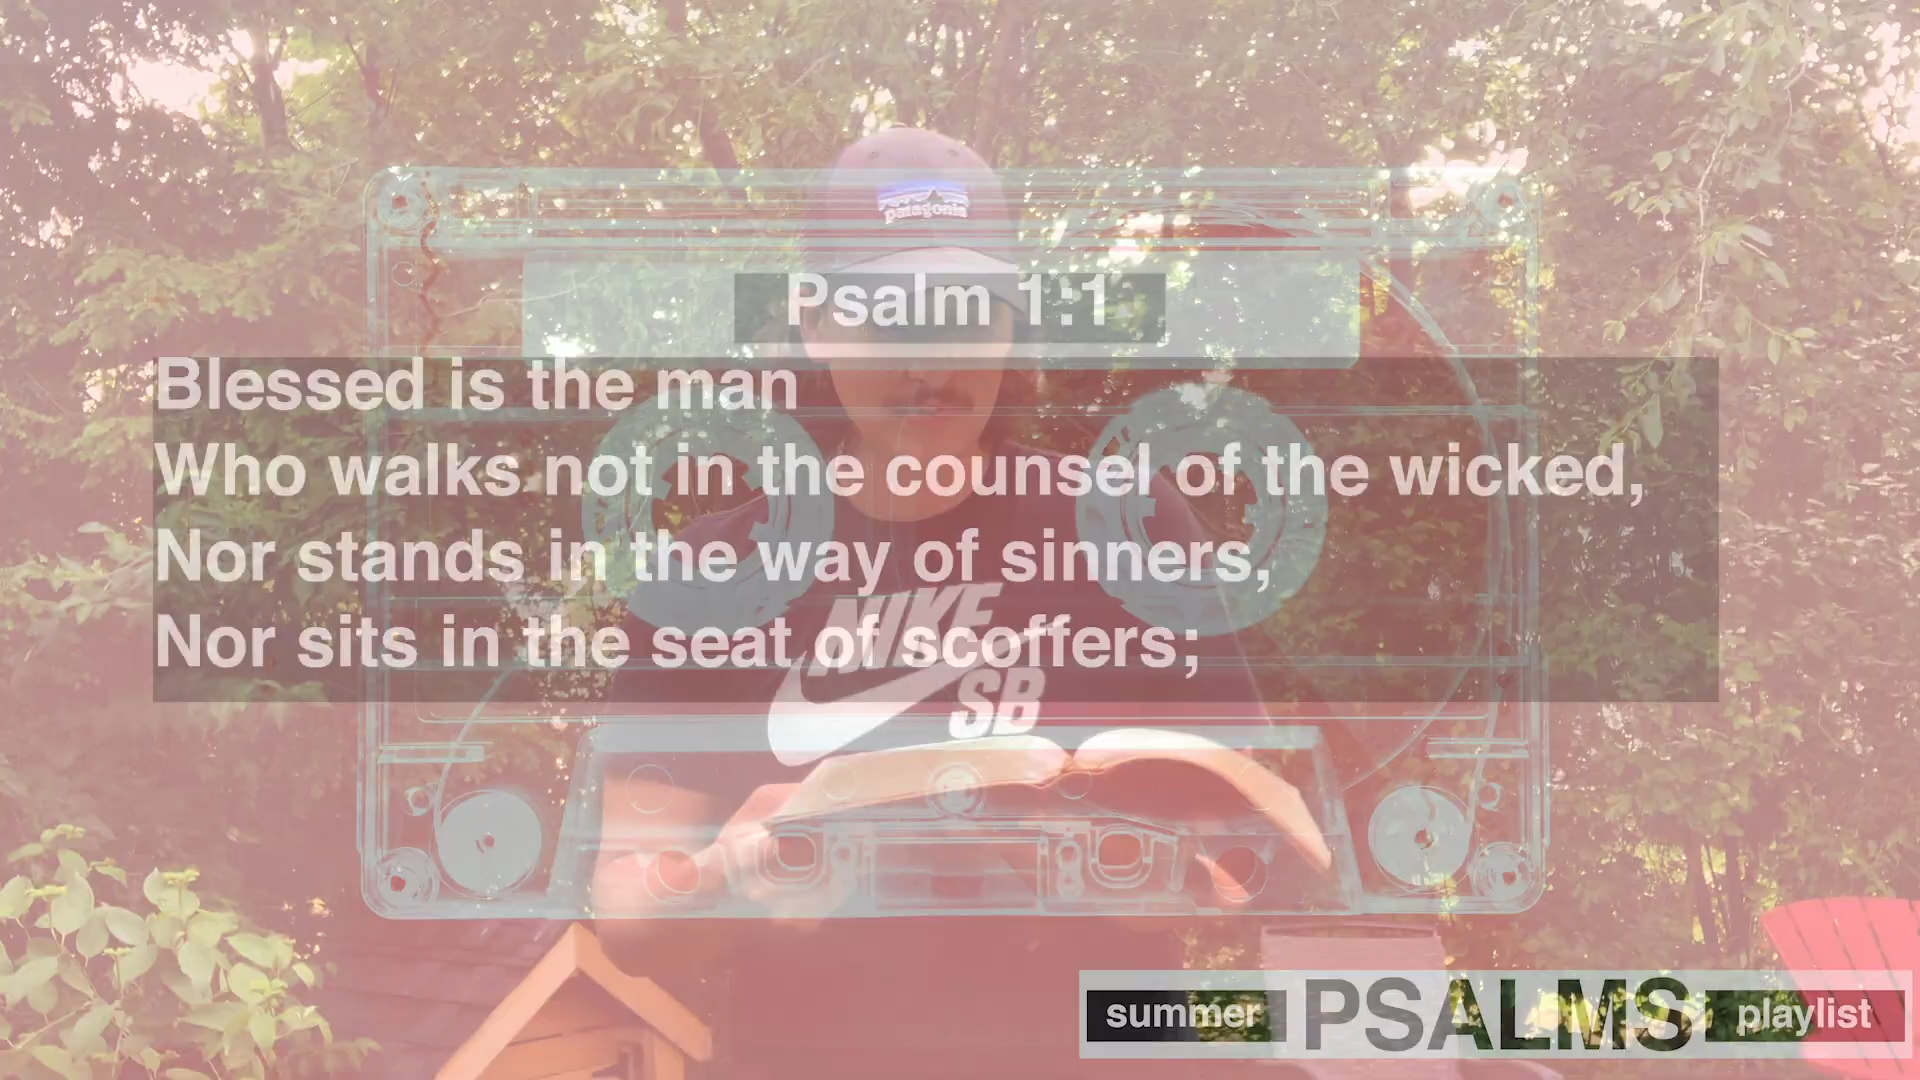 patagonia
Psalm 1:1
Blessed is the man
Who walks not in the counsel of the wicked,
Nor stands in the way of sinners,
Nor sits in the seat of scoffers;
NIKE
SB
summer PSALMS playlist